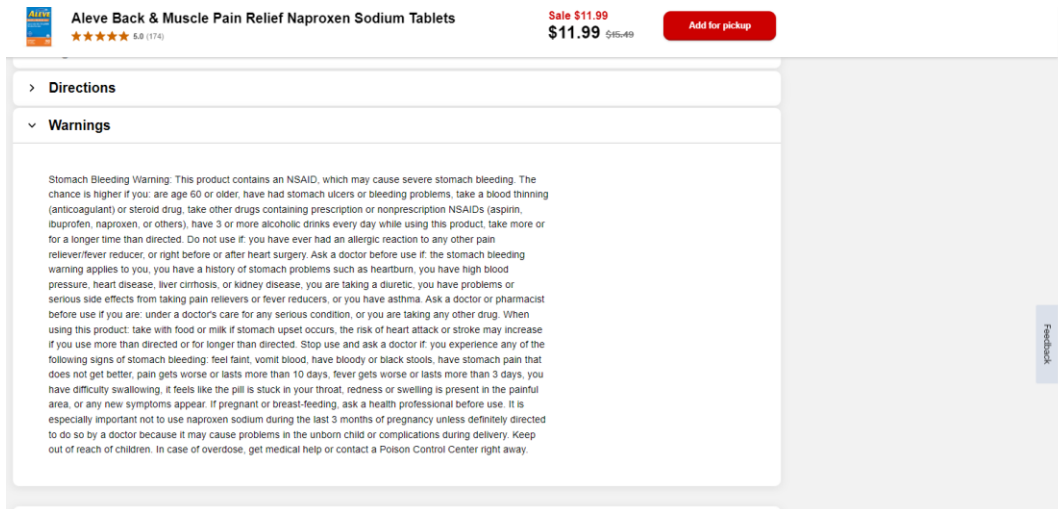 ALEVE
Aleve Back & Muscle Pain Relief Naproxen Sodium Tablets
5.0 (174)
Sale $11.99
$11.99 $15.49
Add for pickup
Directions
Warnings
Stomach Bleeding Warning: This product contains an NSAID, which may cause severe stomach bleeding. The
chance is higher if you: are age 60 or older, have had stomach ulcers or bleeding problems, take a blood thinning
(anticoagulant) or steroid drug, take other drugs containing prescription or nonprescription NSAIDs (aspirin,
ibuprofen, naproxen, or others), have 3 or more alcoholic drinks every day while using this product, take more or
for a longer time than directed. Do not use if: you have ever had an allergic reaction to any other pain
reliever/fever reducer, or right before or after heart surgery. Ask a doctor before use if: the stomach bleeding
warning applies to you, you have a history of stomach problems such as heartburn, you have high blood
pressure, heart disease, liver cirrhosis, or kidney disease, you are taking a diuretic, you have problems or
serious side effects from taking pain relievers or fever reducers, or you have asthma. Ask a doctor or pharmacist
before use if you are: under a doctor's care for any serious condition, or you are taking any other drug. When
using this product: take with food or milk if stomach upset occurs, the risk of heart attack or stroke may increase
if you use more than directed or for longer than directed. Stop use and ask a doctor if: you experience any of the
following signs of stomach bleeding: feel faint, vomit blood, have bloody or black stools, have stomach pain that
does not get better, pain gets worse or lasts more than 10 days, fever gets worse or lasts more than 3 days, you
have difficulty swallowing, it feels like the pill is stuck in your throat, redness or swelling is present in the painful
area, or any new symptoms appear. If pregnant or breast-feeding, ask a health professional before use. It is
especially important not to use naproxen sodium during the last 3 months of pregnancy unless definitely directed
to do so by a doctor because it may cause problems in the unborn child or complications during delivery. Keep
out of reach of children. In case of overdose, get medical help or contact a Poison Control Center right away.
Feedback